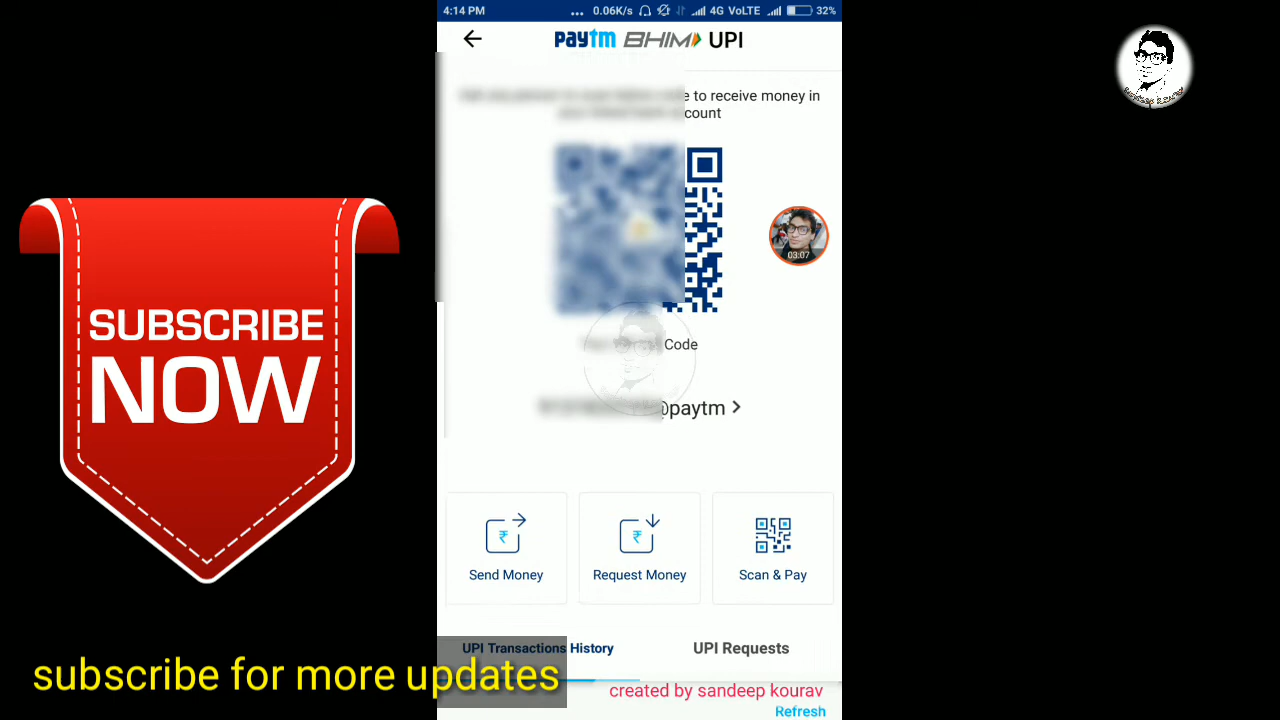 4:14 PM ... 0.06K/s 4G VoLTE 32%
paytm BHIM UPI
to receive money in
count
03:07
Code
@paytm >
SUBSCRIBE
NOW
Send Money
Request Money
Scan & Pay
UPI Transactions History
UPI Requests
subscribe for more updates
created by sandeep kourav
Refresh